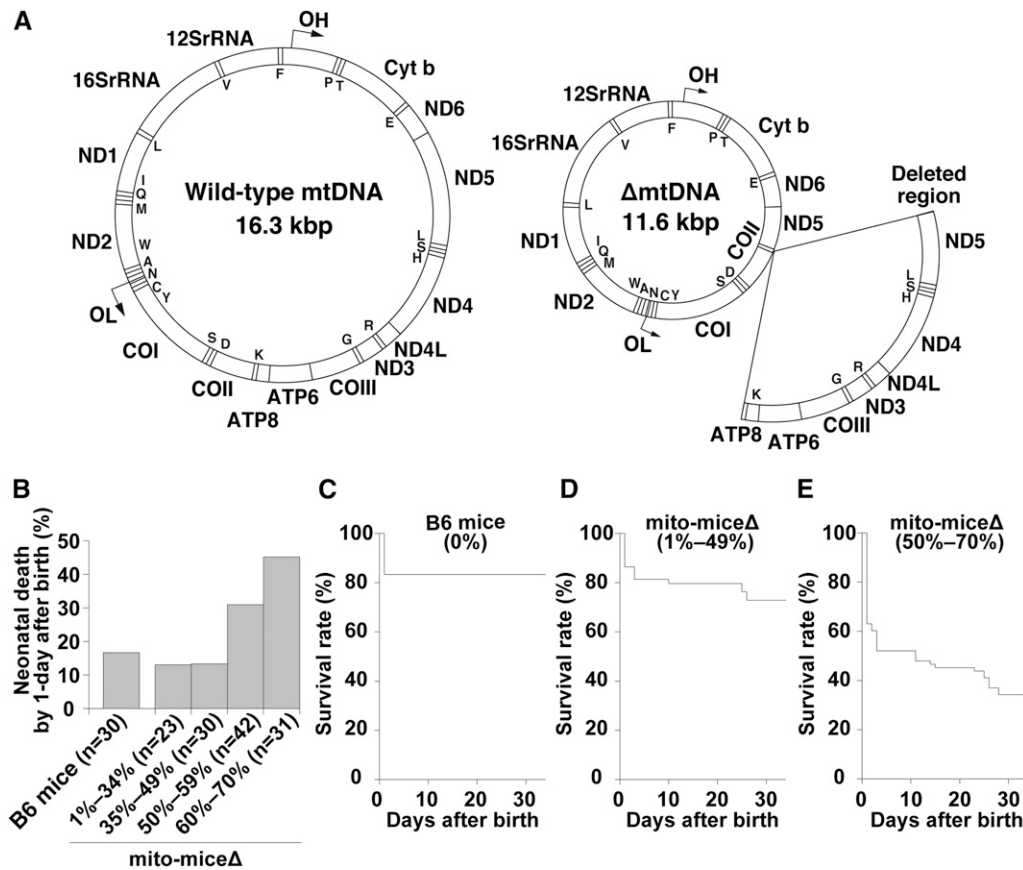 A
OH
12SrRNA
Cyt b
16SrRNA
F
P
T
V
E
ND6
L
ND1
ND5
I
Q
M
Wild-type mtDNA
16.3 kbp
ND2
W
A
N
C
Y
L
S
H
OL
COI
ND4
S
D
K
G
R
ND4L
ND3
COII
ATP8
ATP6
COIII
OH
12SrRNA
Cyt b
16SrRNA
F
P
T
V
E
ND6
L
ΔmtDNA
11.6 kbp
ND5
ND1
I
Q
M
COII
D
S
ND2
W
A
N
C
Y
OL
COI
Deleted
region
ND5
L
S
H
ND4
R
G
K
ND4L
ND3
COIII
ATP8
ATP6
B
Neonatal death
by 1-day after birth (%)
50
40
30
20
10
0
B6 mice (n=30)
1%–34% (n=23)
35%–49% (n=30)
50%–59% (n=42)
60%–70% (n=31)
mito-miceΔ
C
B6 mice
(0%)
Survival rate (%)
100
80
60
40
20
0
0 10 20 30
Days after birth
D
mito-miceΔ
(1%–49%)
Survival rate (%)
100
80
60
40
20
0
0 10 20 30
Days after birth
E
mito-miceΔ
(50%–70%)
Survival rate (%)
100
80
60
40
20
0
0 10 20 30
Days after birth